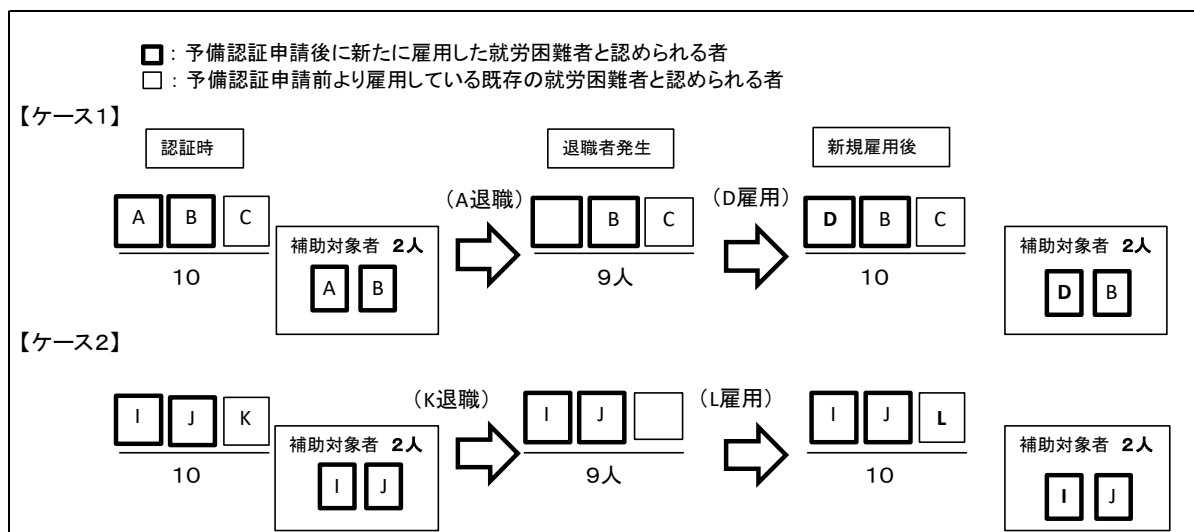 □ : 予備認証申請後に新たに雇用した就労困難者と認められる者
□ : 予備認証申請前より雇用している既存の就労困難者と認められる者
【ケース1】
認証時
退職者発生
新規雇用後
(A退職)
(D雇用)
A B C
B C
D B C
補助対象者 2人
補助対象者 2人
10
9人
10
A B
D B
【ケース2】
(K退職)
(L雇用)
I J K
I J
I J L
補助対象者 2人
補助対象者 2人
10
9人
10
I J
I J